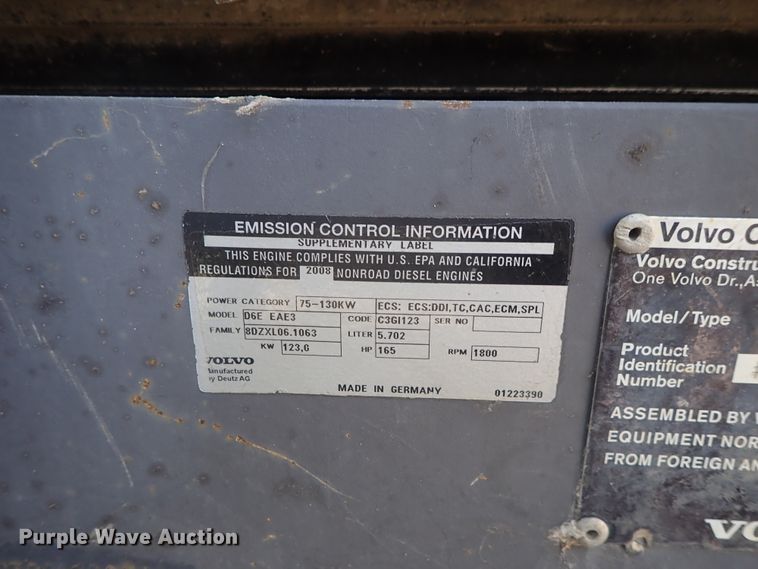 EMISSION CONTROL INFORMATION
SUPPLEMENTARY LABEL
THIS ENGINE COMPLIES WITH U.S. EPA AND CALIFORNIA
REGULATIONS FOR 2008 NONROAD DIESEL ENGINES
POWER CATEGORY 75-130KW ECS: ECS:DDI,TC,CAC,ECM,SPL
MODEL D6E EAE3 CODE C3GI123 SER NO
FAMILY 8DZXL06.1063 LITER 5.702
KW 123,6 HP 165 RPM 1800
VOLVO
Manufactured
by Deutz AG
MADE IN GERMANY 01223390
Volvo C
Volvo Constru
One Volvo Dr., As
Model/Type
Product
Identification
Number
ASSEMBLED BY V
EQUIPMENT NOR
FROM FOREIGN AN
VO
Purple Wave Auction